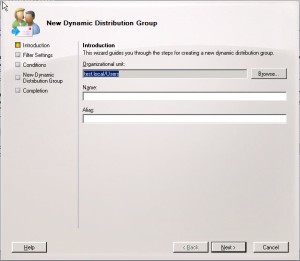 New Dynamic Distribution Group
Introduction
Filter Settings
Conditions
New Dynamic
Distribution Group
Completion
Introduction
This wizard guides you through the steps for creating a new dynamic distribution group.
Organizational unit:
test.local/Users
Browse...
Name:
Alias:
Help
< Back
Next >
Cancel